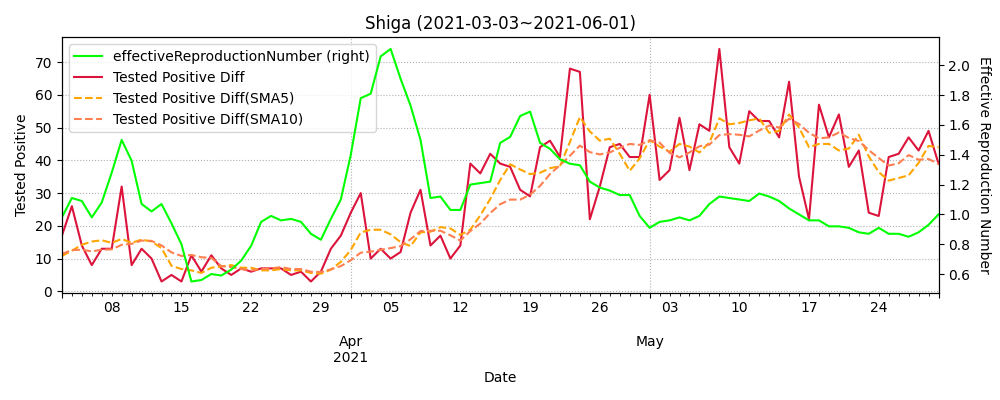 Shiga (2021-03-03~2021-06-01)
effectiveReproductionNumber (right)
Tested Positive Diff
Tested Positive Diff(SMA5)
Tested Positive Diff(SMA10)
Tested Positive
70
60
50
40
30
20
10
0
Effective Reproduction Number
2.0
1.8
1.6
1.4
1.2
1.0
0.8
0.6
08 15 22 29 05 12 19 26 03 10 17 24
Apr May
2021
Date